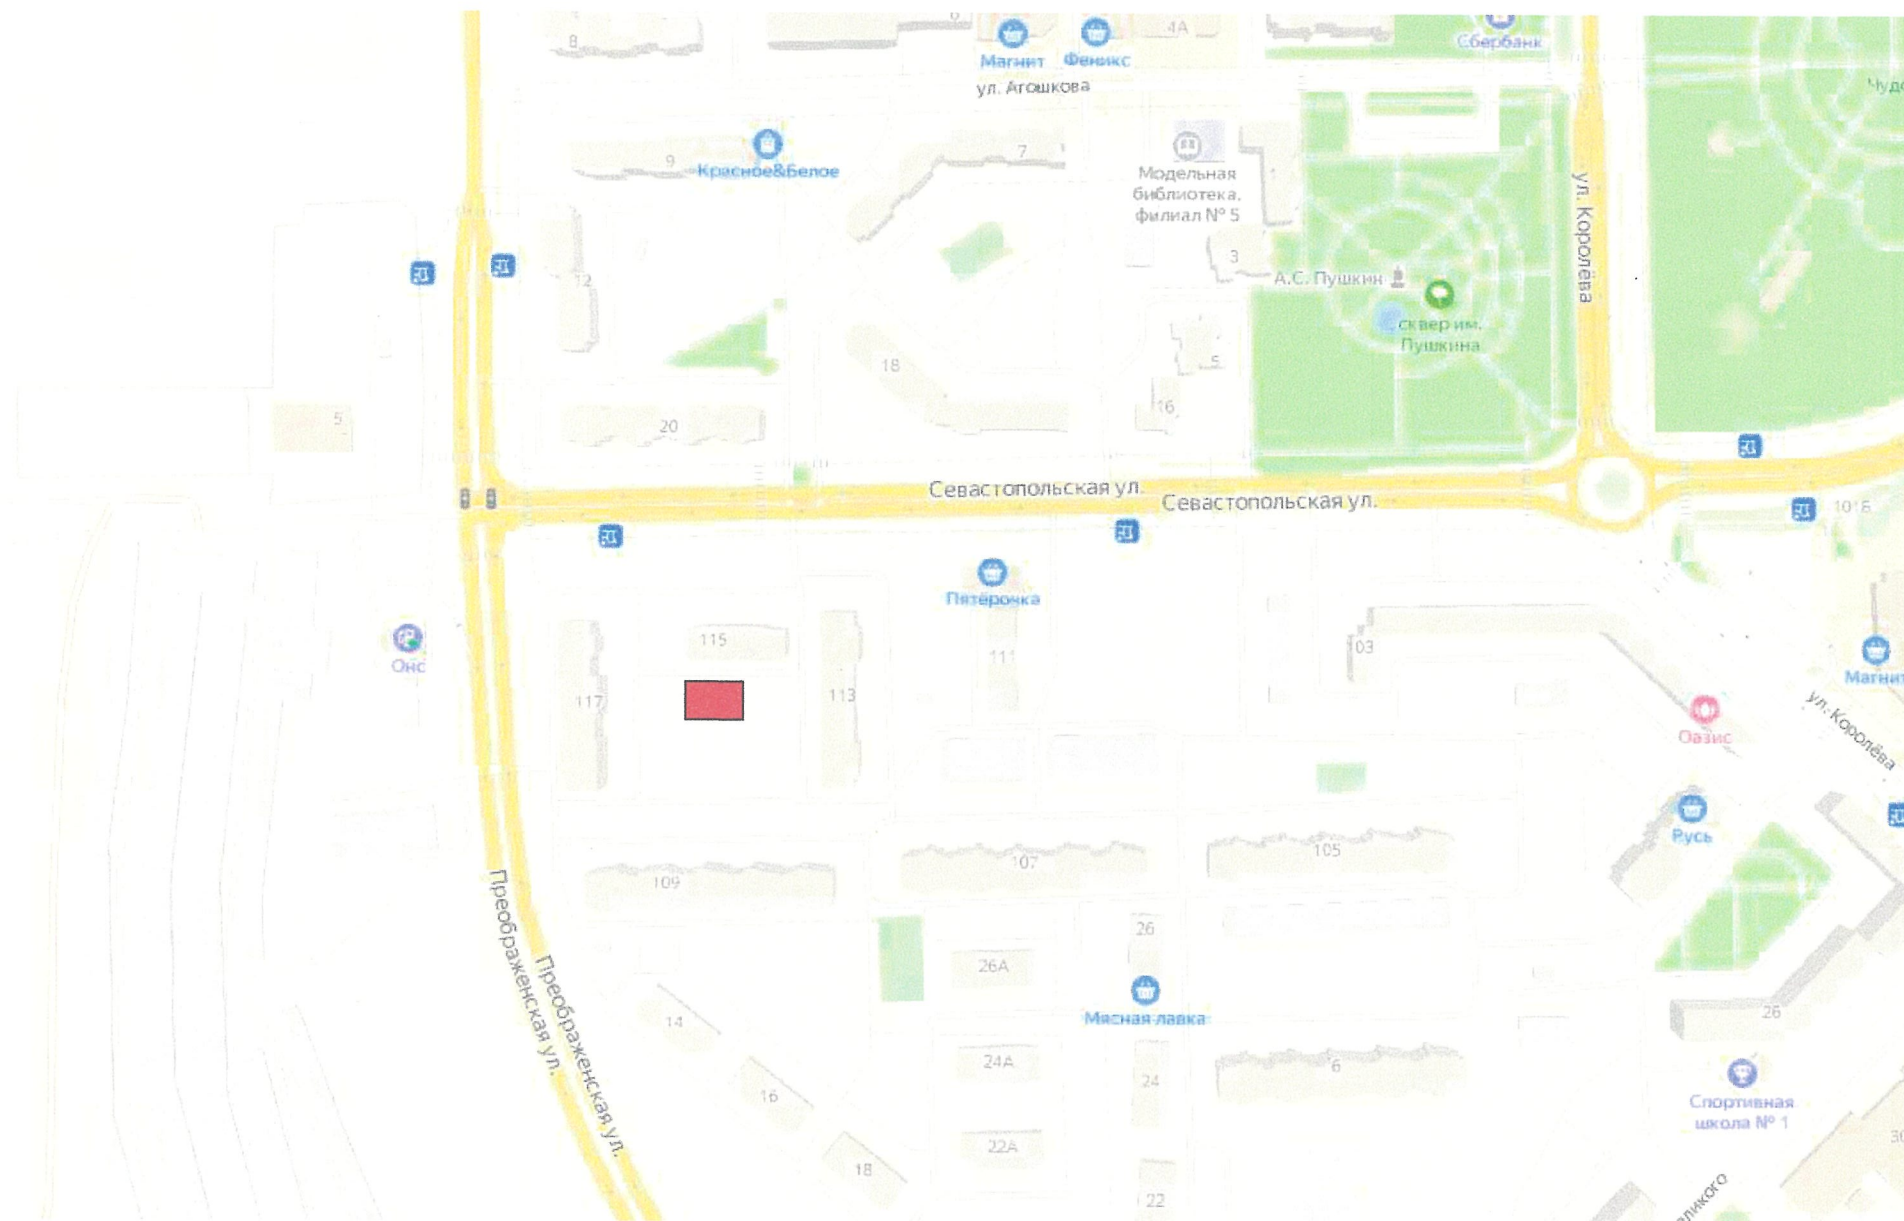 8
6
4А
Магнит
Феникс
Сбербанк
ул. Агошкова
9
Красное&Белое
7
Модельная
библиотека,
филиал № 5
1
ул. Королёва
3
А.С. Пушкин
12
сквер им.
Пушкина
18
5
5
16
20
Севастопольская ул.
Севастопольская ул.
101Б
Пятёрочка
Онс
115
111
103
117
113
Магнит
Оазис
ул. Королёва
Русь
109
107
105
Преображенская ул.
Преображенская ул.
26
26А
Мясная лавка
14
26
24А
24
6
16
Спортивная
школа № 1
22А
18
22